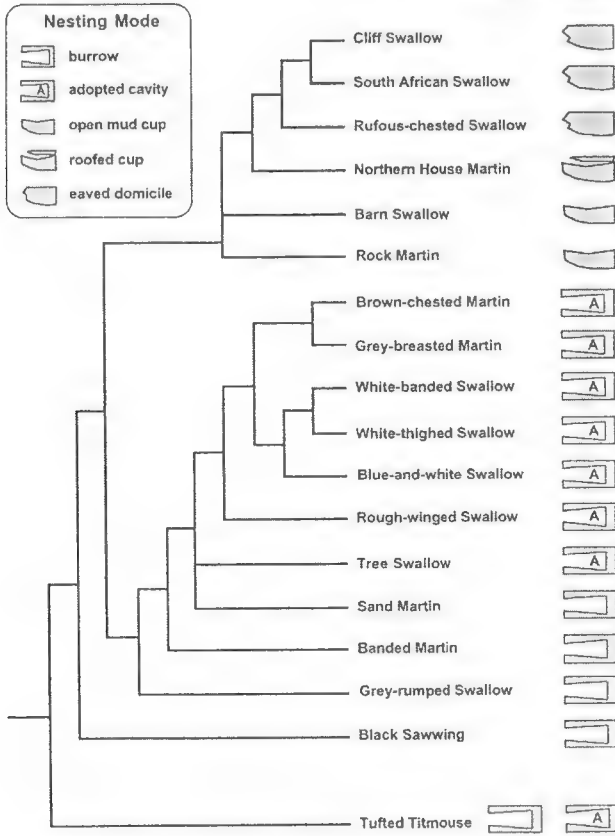 Nesting Mode
burrow
A adopted cavity
open mud cup
roofed cup
eaved domicile
Cliff Swallow
South African Swallow
Rufous-chested Swallow
Northern House Martin
Barn Swallow
Rock Martin
Brown-chested Martin A
Grey-breasted Martin A
White-banded Swallow A
White-thighed Swallow A
Blue-and-white Swallow A
Rough-winged Swallow A
Tree Swallow A
Sand Martin
Banded Martin
Grey-rumped Swallow
Black Sawwing
Tufted Titmouse A